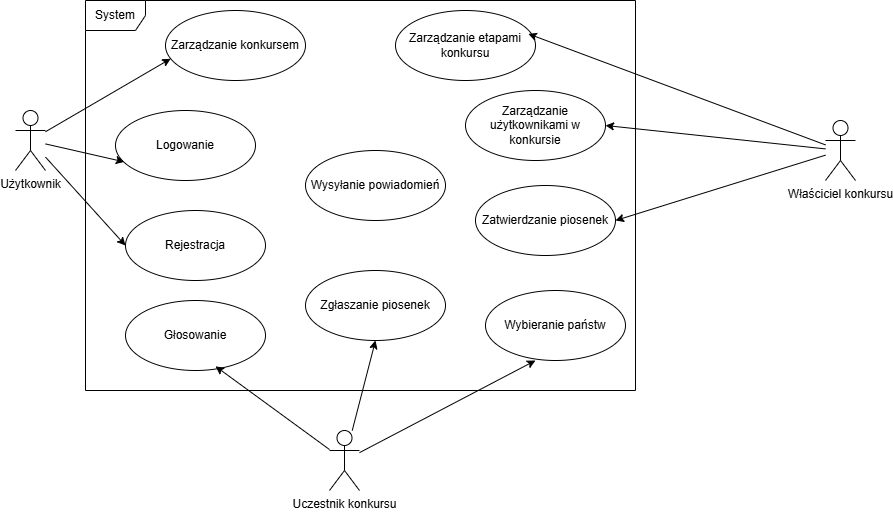 System
Zarządzanie konkursem
Zarządzanie etapami
konkursu
Zarządzanie
użytkownikami w
konkursie
Logowanie
Użytkownik
Wysyłanie powiadomień
Właściciel konkursu
Zatwierdzanie piosenek
Rejestracja
Zgłaszanie piosenek
Wybieranie państw
Głosowanie
Uczestnik konkursu